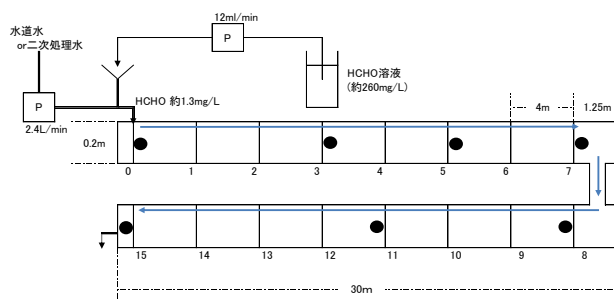 12ml/min
水道水
or二次処理水
P
HCHO溶液
(約260mg/L)
HCHO 約1.3mg/L
P
2.4L/min
4m
1.25m
0.2m
0 1 2 3 4 5 6 7
15 14 13 12 11 10 9 8
30m